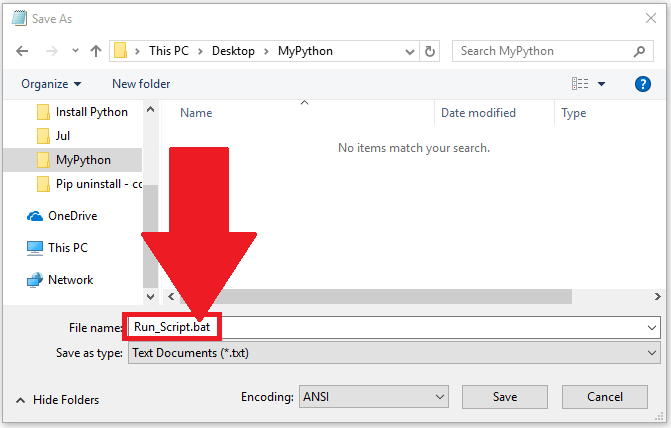 Save As
This PC > Desktop > MyPython
Search MyPython
Organize
New folder
?
Name
Date modified
Type
Install Python
Jul
MyPython
Pip uninstall - co
OneDrive
This PC
Network
No items match your search.
File name: Run_Script.bat
Save as type: Text Documents (*.txt)
Hide Folders
Encoding: ANSI
Save
Cancel